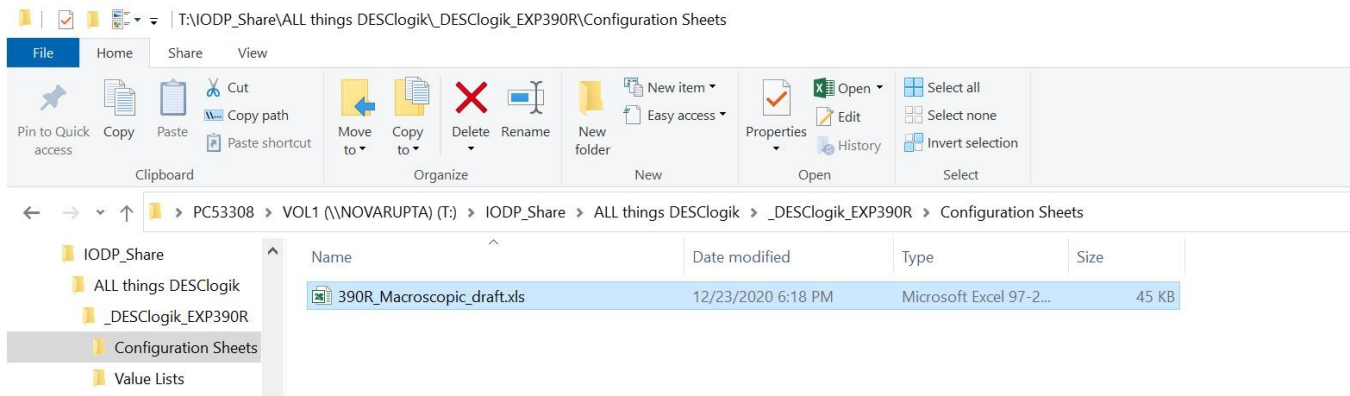 T:\IODP_Share\ALL things DESClogik\_DESClogik_EXP390R\Configuration Sheets
File Home Share View
Pin to Quick access
Copy
Paste
Cut
Copy path
Paste shortcut
Move to
Copy to
Delete
Rename
New folder
New item
Easy access
Properties
Open
Edit
History
Select all
Select none
Invert selection
Clipboard Organize New Open Select
PC53308 > VOL1 (\\NOVARUPTA) (T:) > IODP_Share > ALL things DESClogik > _DESClogik_EXP390R > Configuration Sheets
IODP_Share
ALL things DESClogik
_DESClogik_EXP390R
Configuration Sheets
Value Lists
Name Date modified Type Size
390R_Macroscopic_draft.xls 12/23/2020 6:18 PM Microsoft Excel 97-2... 45 KB